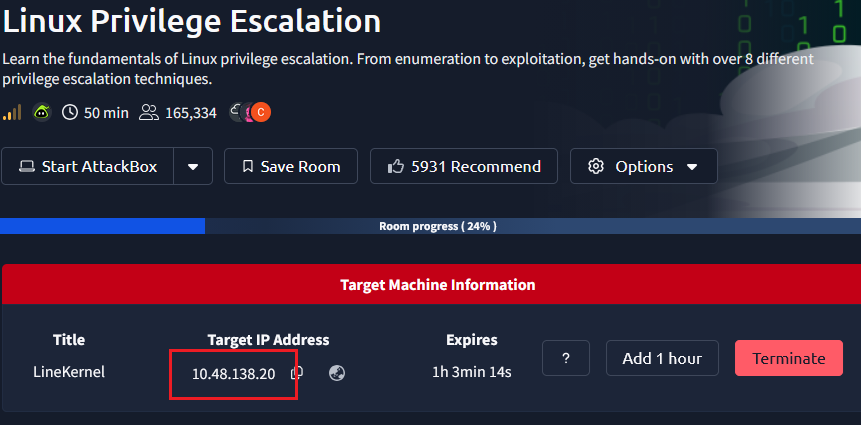 Linux Privilege Escalation
Learn the fundamentals of Linux privilege escalation. From enumeration to exploitation, get hands-on with over 8 different
privilege escalation techniques.
50 min 165,334 C
Start AttackBox Save Room 5931 Recommend Options
Room progress ( 24% )
Target Machine Information
Title Target IP Address Expires
LineKernel 10.48.138.20 1h 3min 14s ? Add 1 hour Terminate